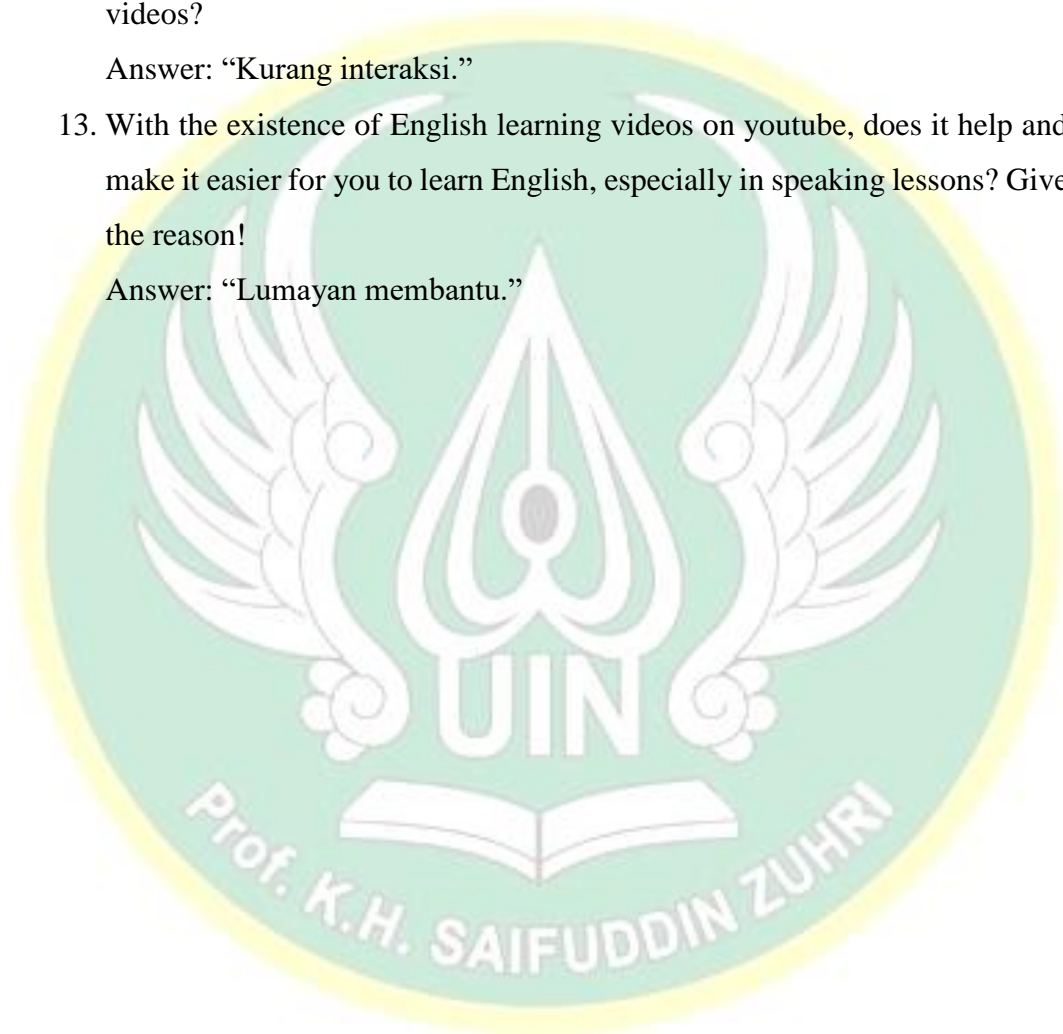 videos?
Answer: “Kurang interaksi.”
13. With the existence of English learning videos on youtube, does it help and
make it easier for you to learn English, especially in speaking lessons? Give
the reason!
Answer: “Lumayan membantu.”
UIN
Prof. K.H. SAIFUDDIN ZUHRI